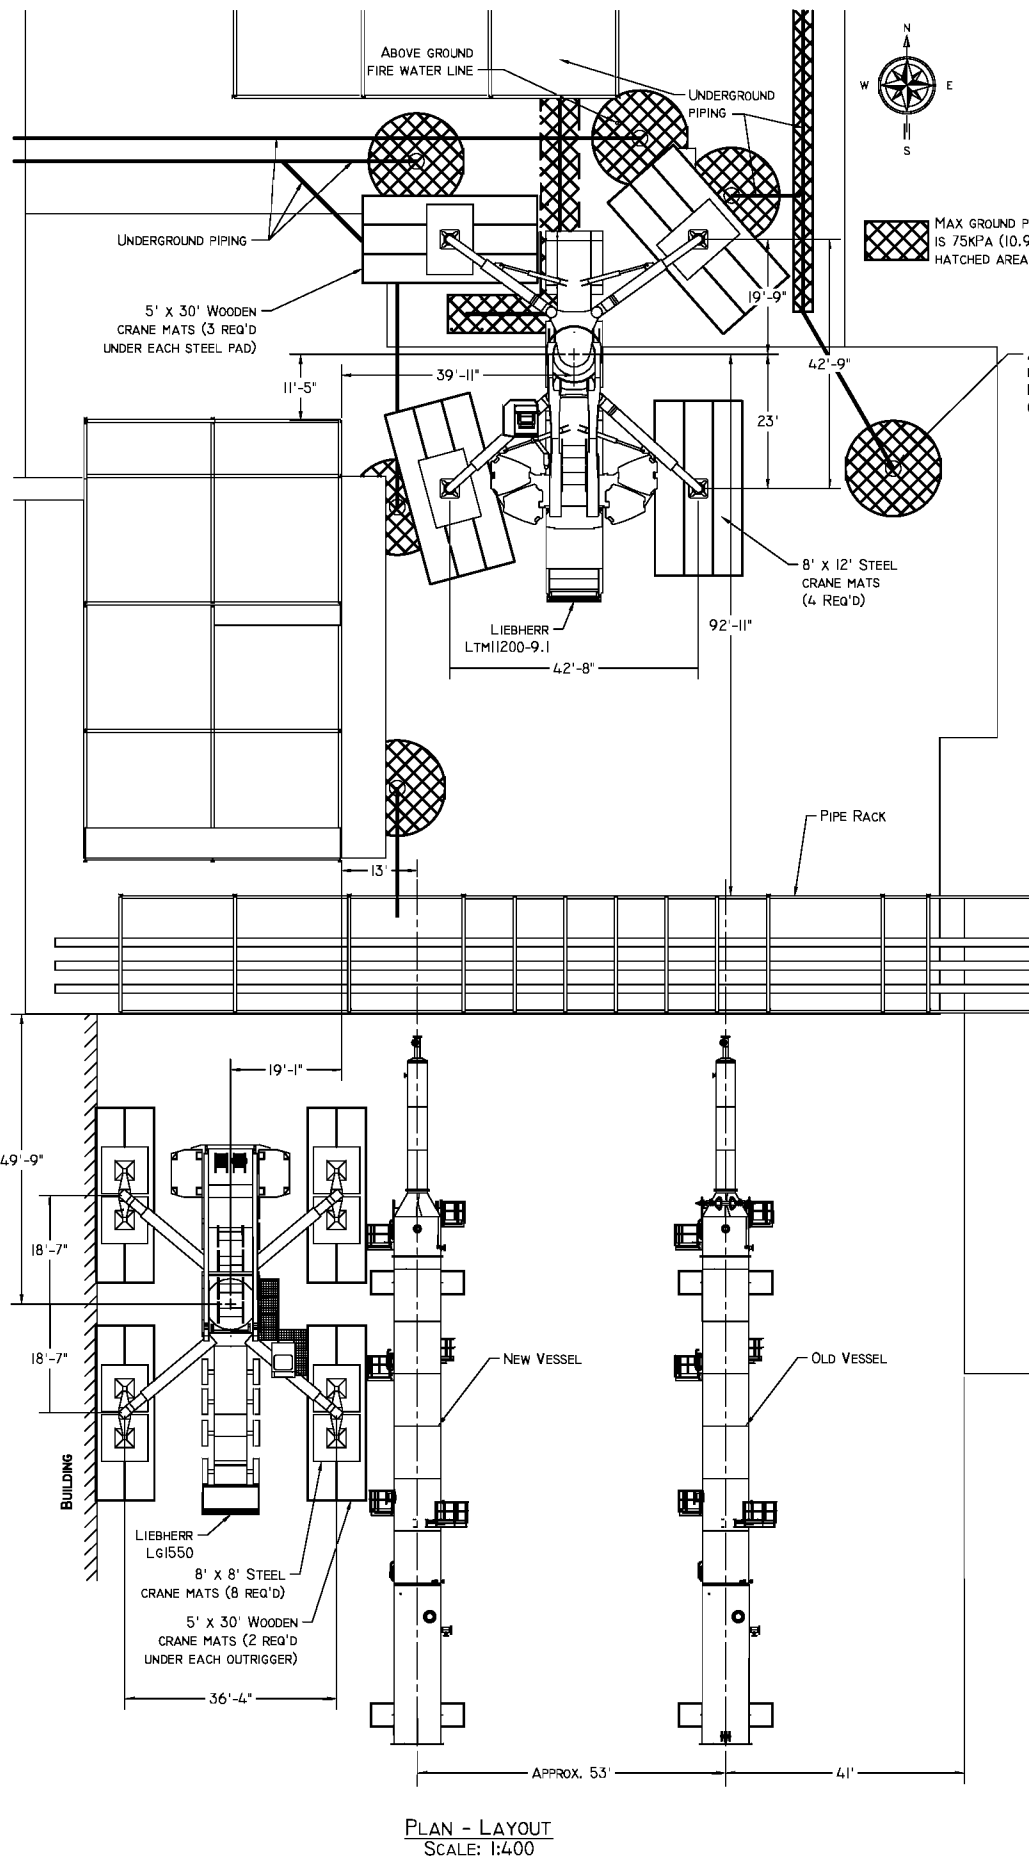 ABOVE GROUND
FIRE WATER LINE
UNDERGROUND
PIPING
N
W
E
S
UNDERGROUND PIPING
MAX GROUND P
IS 75KPA (10.9
HATCHED AREA
5' X 30' WOODEN
CRANE MATS (3 REQ'D
UNDER EACH STEEL PAD)
19'-9"
42'-9"
11'-5"
39'-11"
23'
8' X 12' STEEL
CRANE MATS
(4 REQ'D)
LIEBHERR
LTM11200-9.1
92'-11"
42'-8"
PIPE RACK
13'
19'-1"
49'-9"
18'-7"
18'-7"
NEW VESSEL
OLD VESSEL
BUILDING
LIEBHERR
LG1550
8' X 8' STEEL
CRANE MATS (8 REQ'D)
5' X 30' WOODEN
CRANE MATS (2 REQ'D
UNDER EACH OUTRIGGER)
36'-4"
APPROX. 53'
41'
PLAN - LAYOUT
SCALE: 1:400